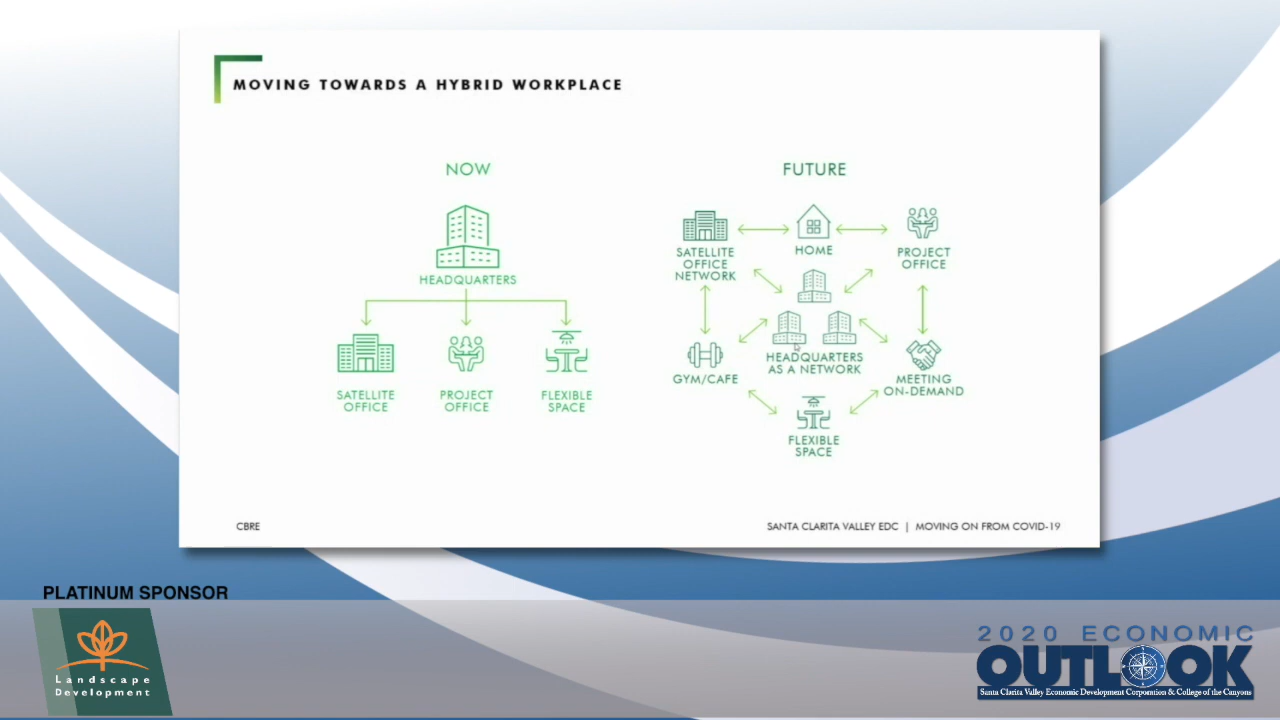 MOVING TOWARDS A HYBRID WORKPLACE
NOW
HEADQUARTERS
SATELLITE
OFFICE
PROJECT
OFFICE
FLEXIBLE
SPACE
FUTURE
SATELLITE
OFFICE
NETWORK
HOME
PROJECT
OFFICE
HEADQUARTERS
AS A NETWORK
GYM/CAFE
MEETING
ON-DEMAND
FLEXIBLE
SPACE
CBRE
SANTA CLARITA VALLEY EDC | MOVING ON FROM COVID-19
PLATINUM SPONSOR
Landscape
Development
2020 ECONOMIC
OUTLOOK
Santa Clarita Valley Economic Development Corporation & College of the Canyons